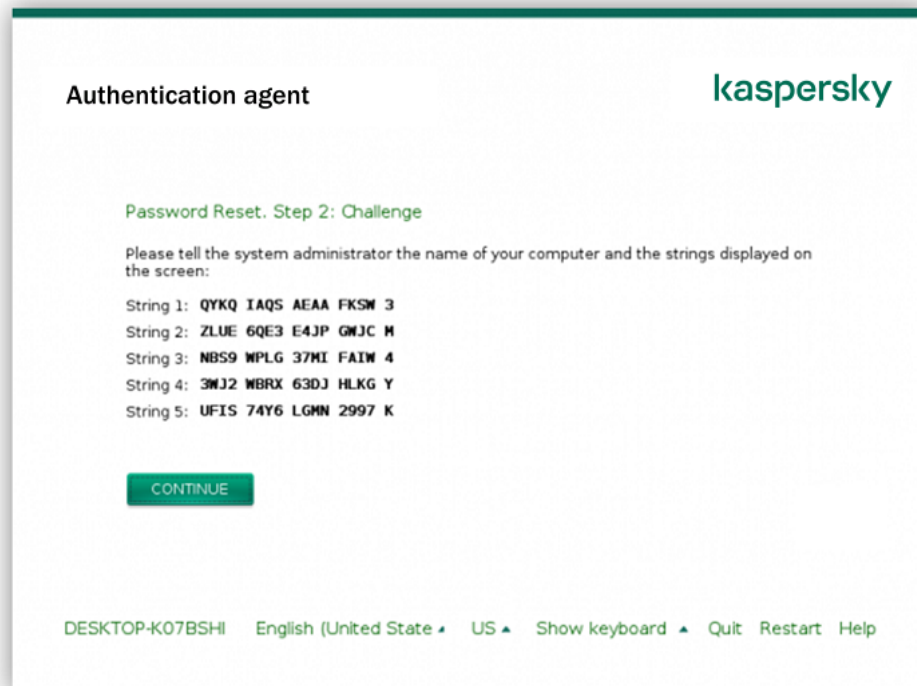 Authentication agent
kaspersky
Password Reset. Step 2: Challenge
Please tell the system administrator the name of your computer and the strings displayed on
the screen:
String 1: QYKQ IAQS AEAA FKSW 3
String 2: ZLUE 6QE3 E4JP GWJC M
String 3: NBS9 WPLG 37MI FAIW 4
String 4: 3WJ2 WBRX 63DJ HLKG Y
String 5: UFIS 74Y6 LGMN 2997 K
CONTINUE
DESKTOP-K07BSHI English (United State US Show keyboard Quit Restart Help